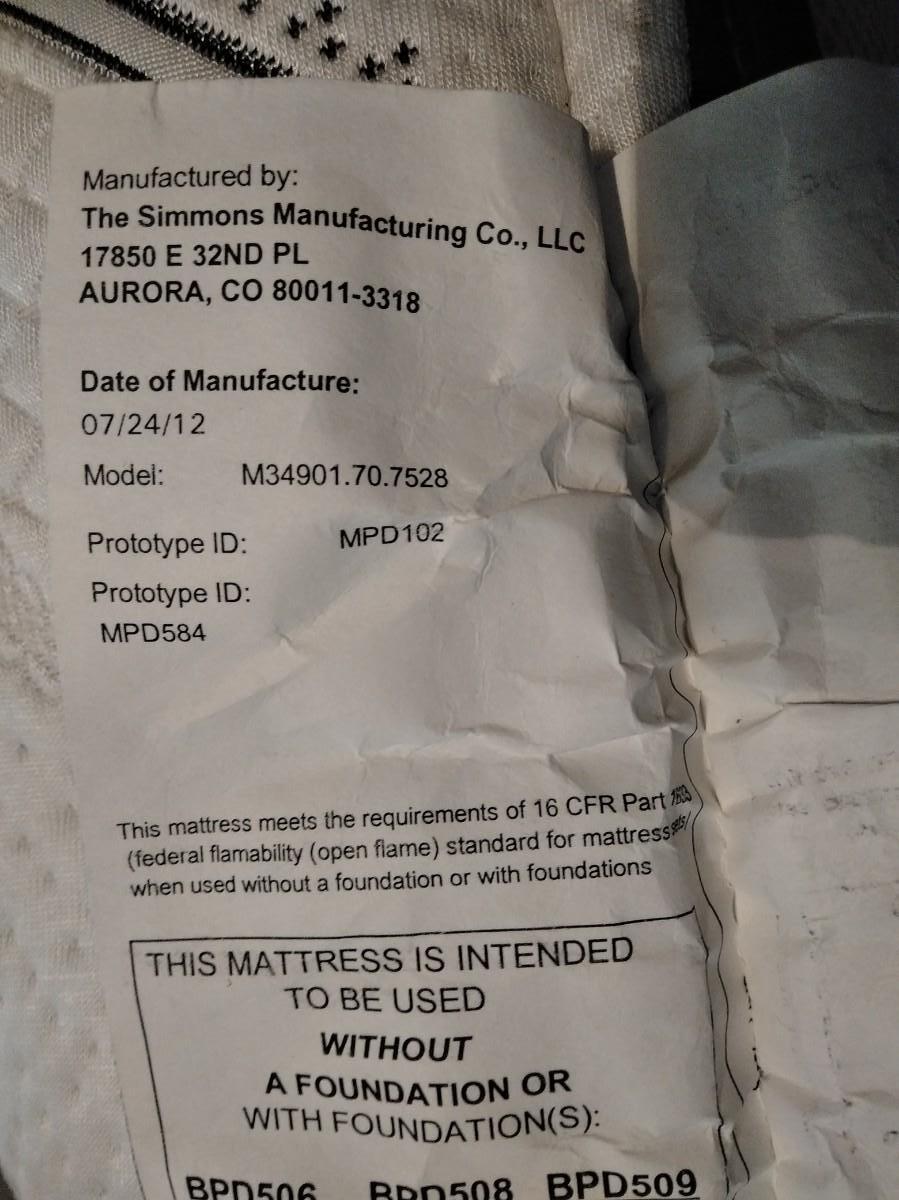 Manufactured by:
The Simmons Manufacturing Co., LLC
17850 E 32ND PL
AURORA, CO 80011-3318
Date of Manufacture:
07/24/12
Model: M34901.70.7528
Prototype ID: MPD102
Prototype ID:
MPD584
This mattress meets the requirements of 16 CFR Part
(federal flamability (open flame) standard for mattress
when used without a foundation or with foundations
THIS MATTRESS IS INTENDED
TO BE USED
WITHOUT
A FOUNDATION OR
WITH FOUNDATION(S):
BPD506 BPD508 BPD509